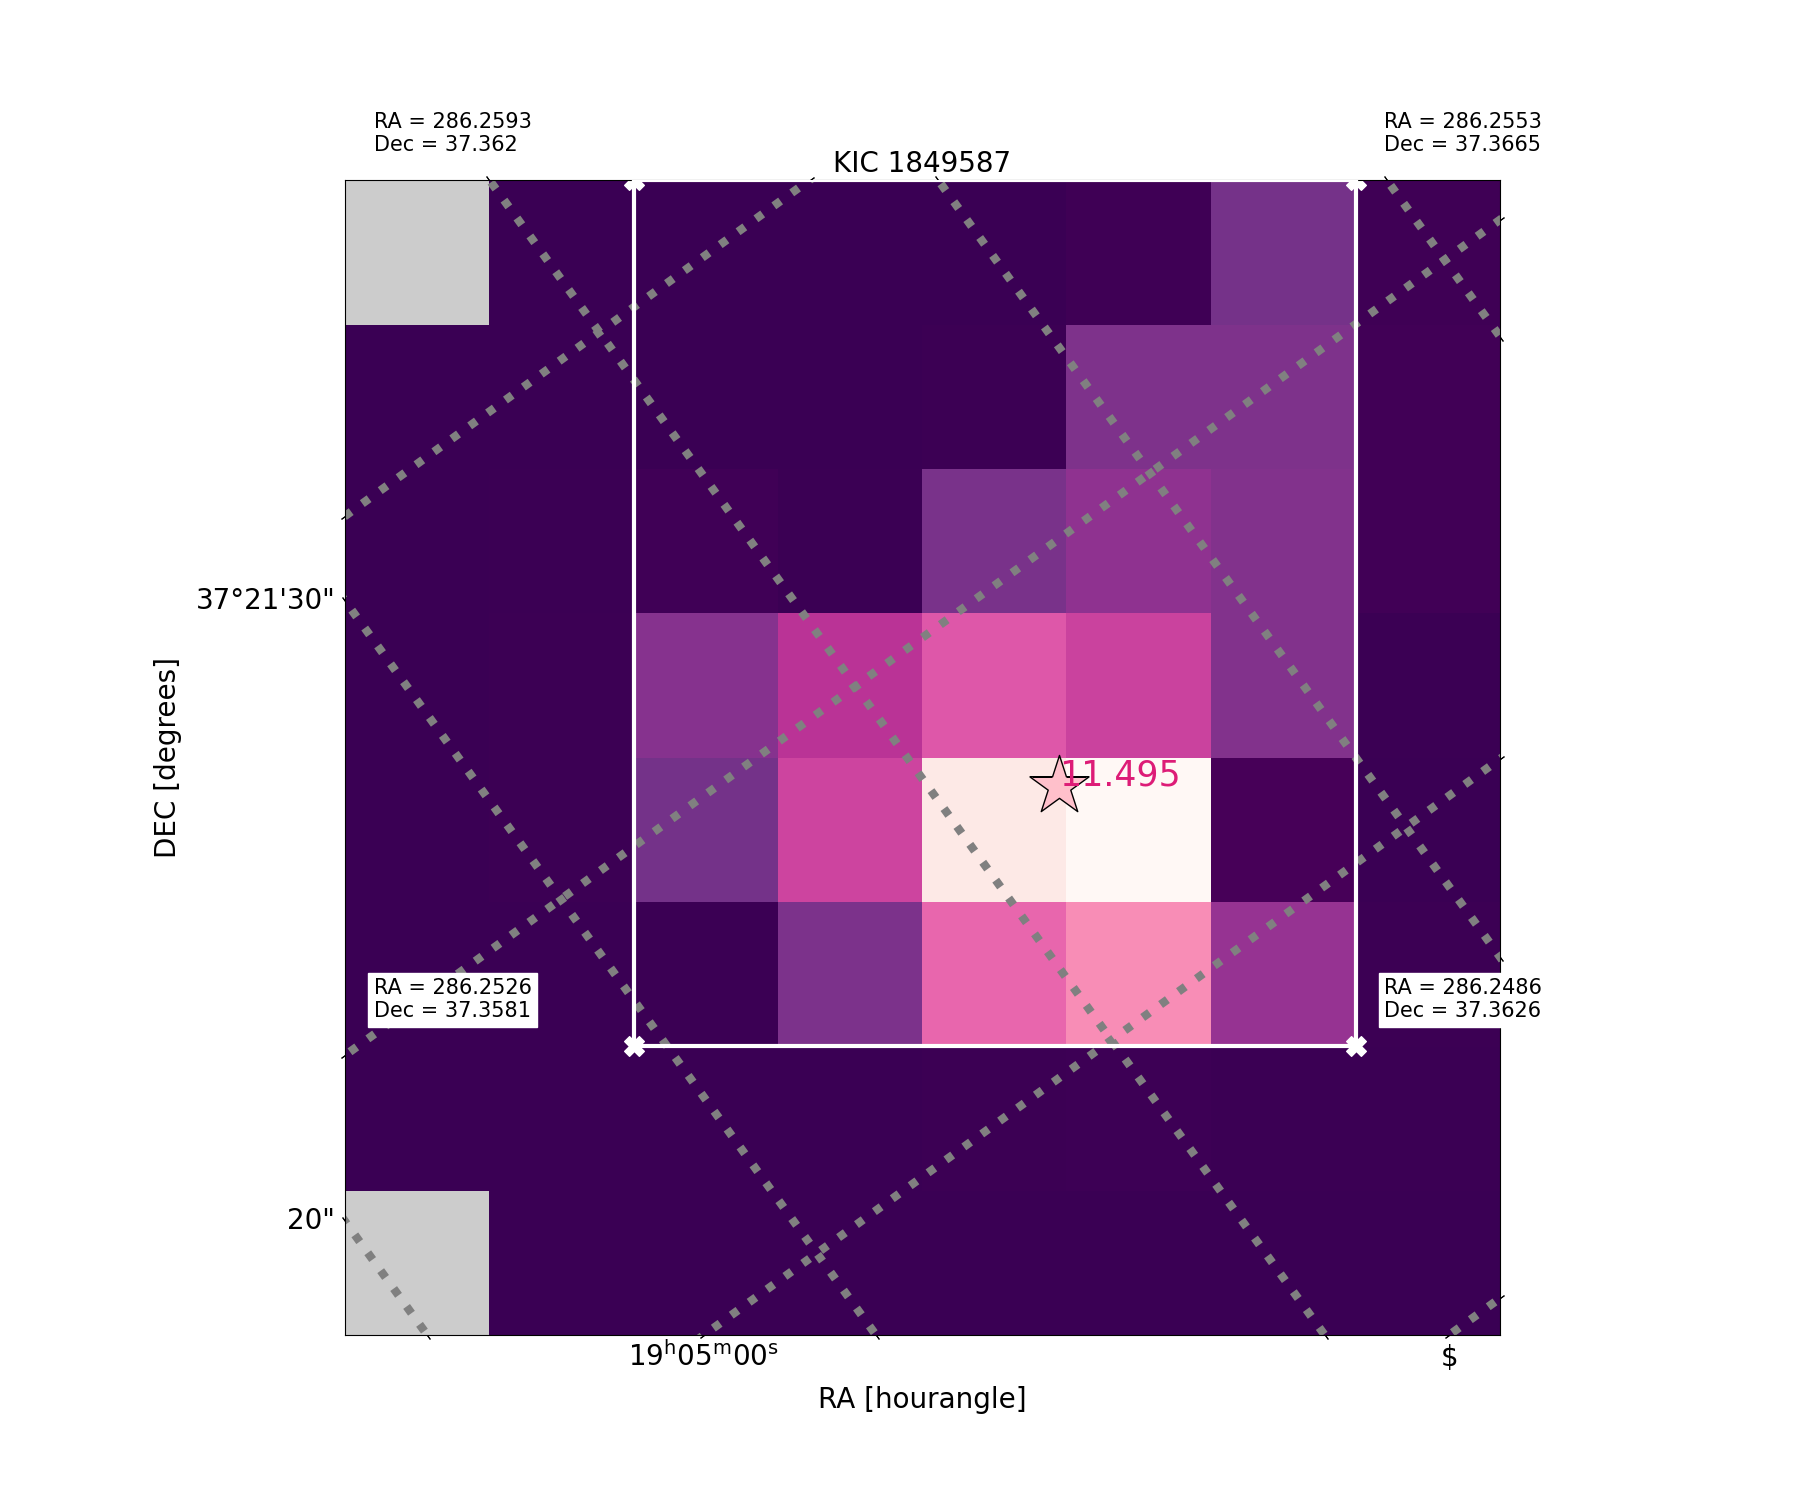 RA = 286.2593
Dec = 37.362
RA = 286.2553
Dec = 37.3665
KIC 1849587
37°21'30"
11.495
DEC [degrees]
RA = 286.2526
Dec = 37.3581
RA = 286.2486
Dec = 37.3626
20"
19ʰ05ᵐ00ˢ
$
RA [hourangle]